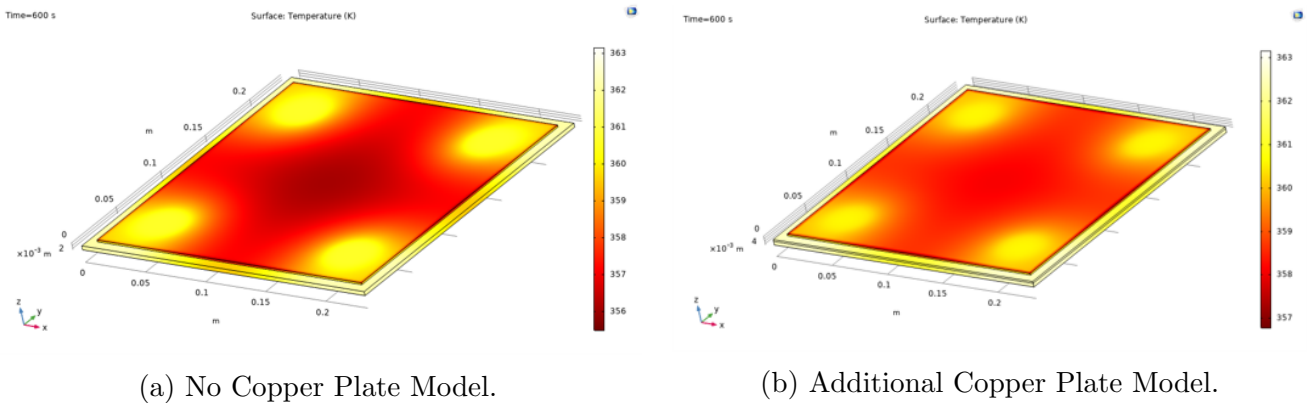 Time=600 s
Surface: Temperature (K)
363
362
361
360
359
358
357
356
0.2
m
0.15
0.1
0.05
0
2
×10⁻³ m
0
0.05
0.1
0.15
0.2
m
z
y
x
(a) No Copper Plate Model.
Time=600 s
Surface: Temperature (K)
363
362
361
360
359
358
357
0.2
m
0.15
0.1
0.05
0
4
×10⁻³ m
0
0.05
0.1
0.15
0.2
m
z
y
x
(b) Additional Copper Plate Model.